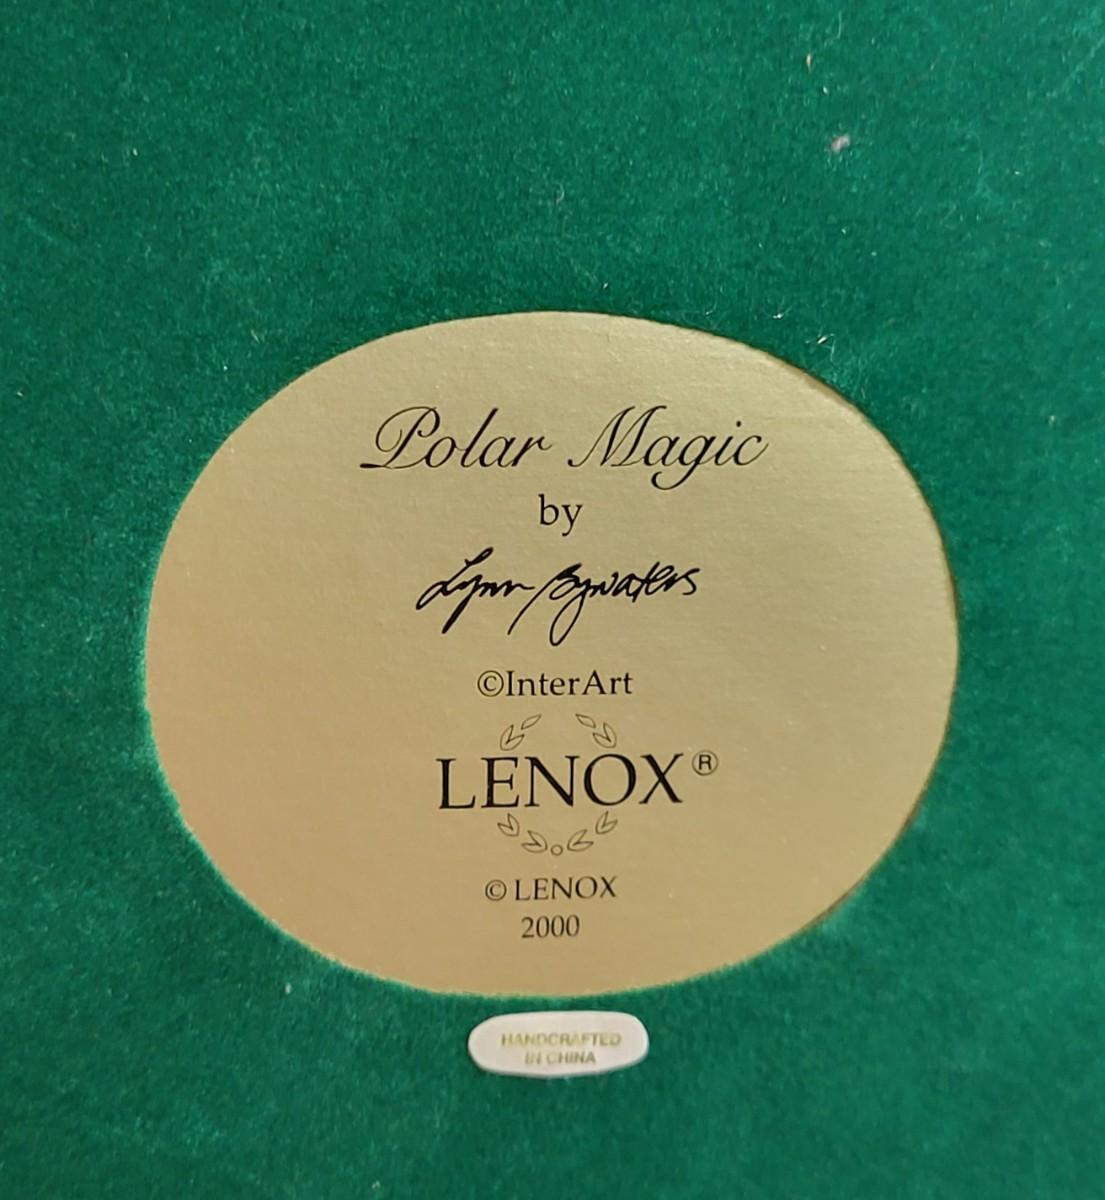 Polar Magic
by
Lynn Bywaters
©InterArt
LENOX®
© LENOX
2000
HANDCRAFTED
IN CHINA